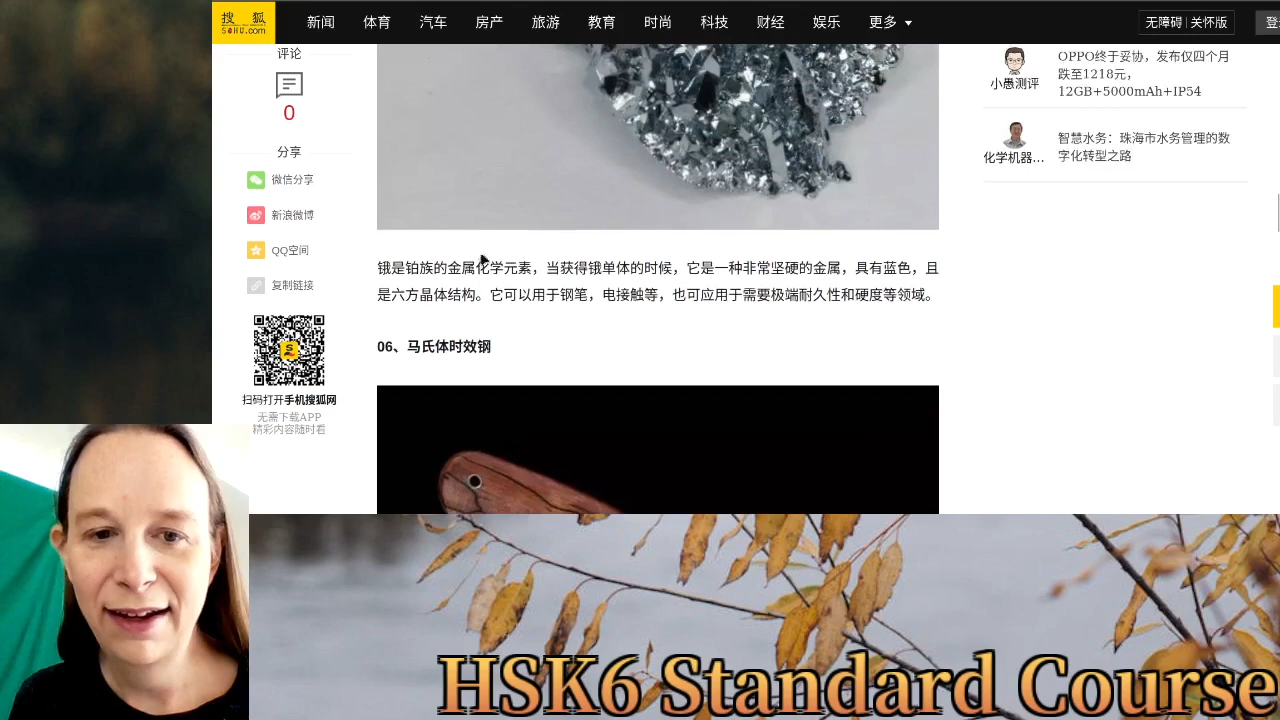 搜 狐
SOHU.com
新闻 体育 汽车 房产 旅游 教育 时尚 科技 财经 娱乐 更多
无障碍 | 关怀版
评论
0
分享
微信分享
新浪微博
QQ空间
复制链接
扫码打开手机搜狐网
无需下载APP
精彩内容随时看
锇是铂族的金属化学元素，当获得锇单体的时候，它是一种非常坚硬的金属，具有蓝色，且
是六方晶体结构。它可以用于钢笔，电接触等，也可应用于需要极端耐久性和硬度等领域。
06、马氏体时效钢
小愚测评
OPPO终于妥协，发布仅四个月
跌至1218元，
12GB+5000mAh+IP54
化学机器...
智慧水务：珠海市水务管理的数
字化转型之路
HSK6 Standard Course